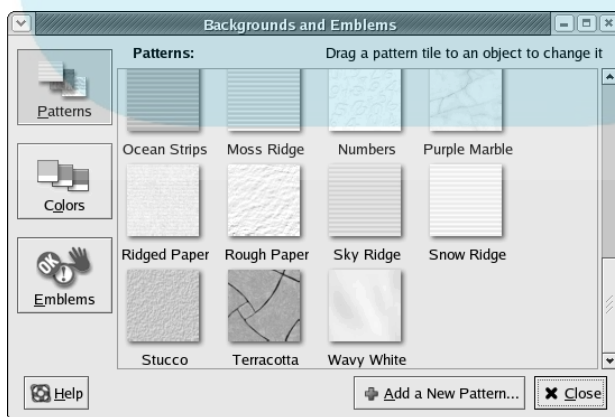 Backgrounds and Emblems
Patterns: Drag a pattern tile to an object to change it
Patterns
Colors
Emblems
OK
Ocean Strips Moss Ridge Numbers Purple Marble
Ridged Paper Rough Paper Sky Ridge Snow Ridge
Stucco Terracotta Wavy White
Help Add a New Pattern... Close